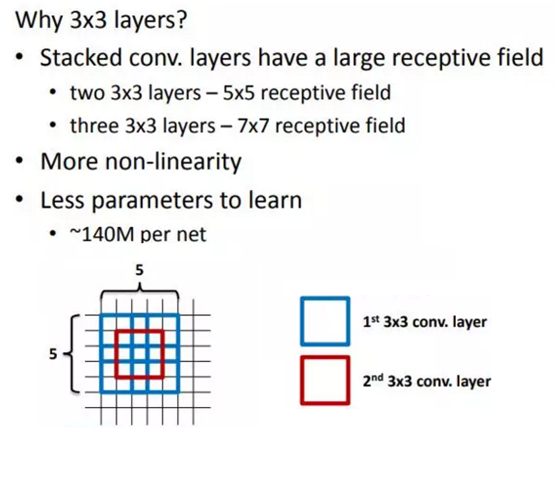 Why 3x3 layers?
• Stacked conv. layers have a large receptive field
• two 3x3 layers – 5x5 receptive field
• three 3x3 layers – 7x7 receptive field
• More non-linearity
• Less parameters to learn
• ~140M per net
5
5
1st 3x3 conv. layer
2nd 3x3 conv. layer